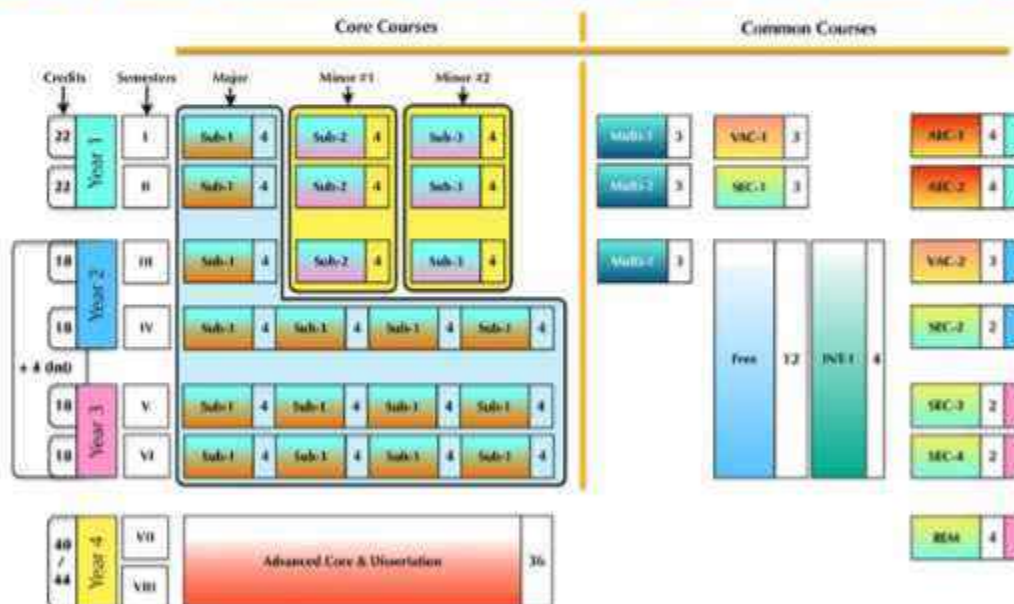 Core Courses Common Courses
Credits Semesters Major Minor #1 Minor #2
22 Year 1 I Sub-1 4 Sub-2 4 Sub-3 4 Multi-1 3 VAC-1 3 AEC-1 4
22 II Sub-1 4 Sub-2 4 Sub-3 4 Multi-2 3 SEC-1 3 AEC-2 4
18 Year 2 III Sub-1 4 Sub-2 4 Sub-3 4 3 VAC-2 3
18 IV Sub-1 4 Sub-1 4 Sub-1 4 Sub-1 4 SEC-2 2
+ 4 (Int) Free 12 INT-1 4
18 Year 3 V Sub-1 4 Sub-1 4 Sub-1 4 Sub-1 4 SEC-3 2
18 VI Sub-1 4 Sub-1 4 Sub-1 4 Sub-1 4 SEC-4 2
40 / 44 Year 4 VII Advanced Core & Dissertation 36 4
VIII